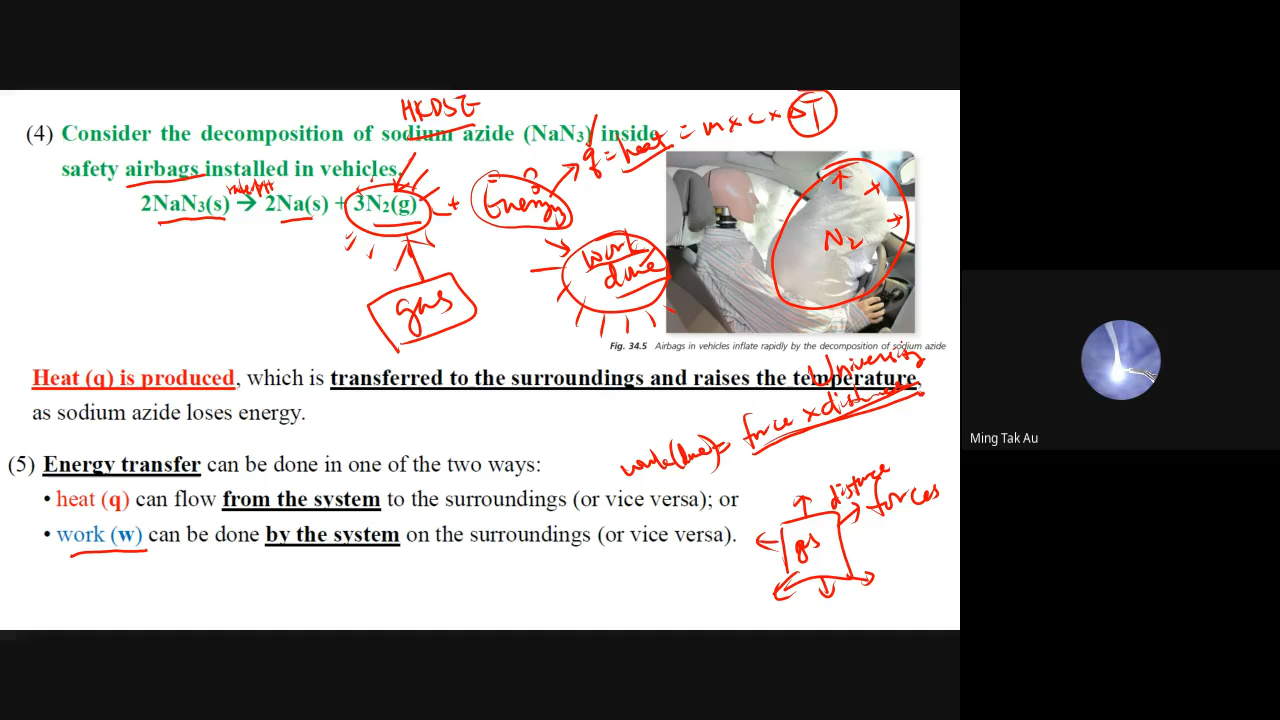 HKDSE
(4) Consider the decomposition of sodium azide (NaN3) inside
safety airbags installed in vehicles.
2NaN3(s) → 2Na(s) + 3N2(g)
+ Energy
q = heat = m x c x ΔT
work
done
gas
N2
Fig. 34.5 Airbags in vehicles inflate rapidly by the decomposition of sodium azide
Heat (q) is produced, which is transferred to the surroundings and raises the temperature,
as sodium azide loses energy.
University
work (done) = force x distance
(5) Energy transfer can be done in one of the two ways:
• heat (q) can flow from the system to the surroundings (or vice versa); or
• work (w) can be done by the system on the surroundings (or vice versa).
distance
forces
gas
Ming Tak Au